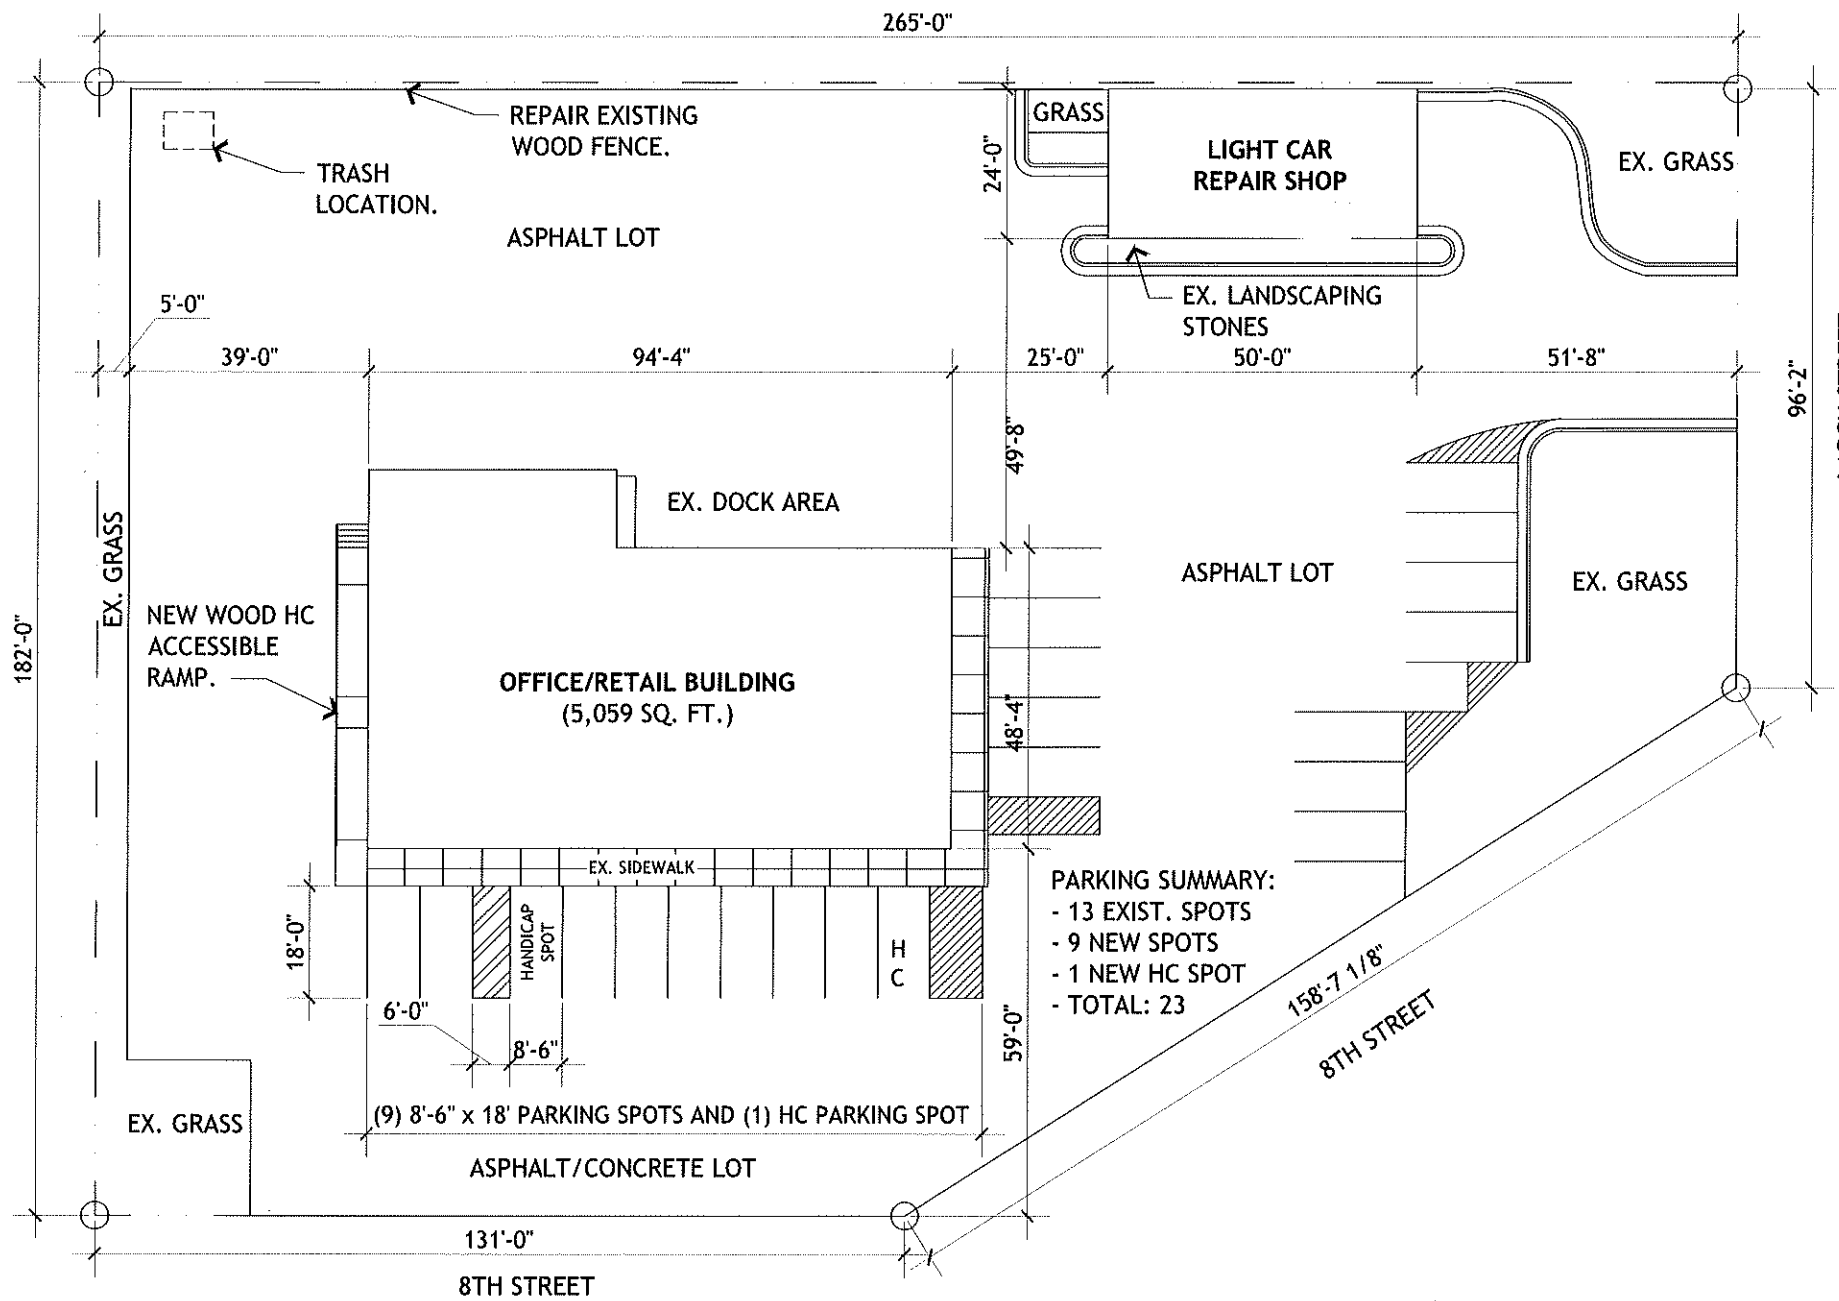 265'-0"
REPAIR EXISTING
WOOD FENCE.
TRASH
LOCATION.
ASPHALT LOT
GRASS
24'-0"
LIGHT CAR
REPAIR SHOP
EX. GRASS
EX. LANDSCAPING
STONES
5'-0"
39'-0"
94'-4"
25'-0"
50'-0"
51'-8"
96'-2"
49'-8"
EX. DOCK AREA
EX. GRASS
182'-0"
NEW WOOD HC
ACCESSIBLE
RAMP.
OFFICE/RETAIL BUILDING
(5,059 SQ. FT.)
48'-4"
ASPHALT LOT
EX. GRASS
EX. SIDEWALK
18'-0"
HANDICAP
SPOT
H
C
PARKING SUMMARY:
- 13 EXIST. SPOTS
- 9 NEW SPOTS
- 1 NEW HC SPOT
- TOTAL: 23
6'-0"
8'-6"
59'-0"
158'-7 1/8"
8TH STREET
(9) 8'-6" x 18' PARKING SPOTS AND (1) HC PARKING SPOT
EX. GRASS
ASPHALT/CONCRETE LOT
131'-0"
8TH STREET